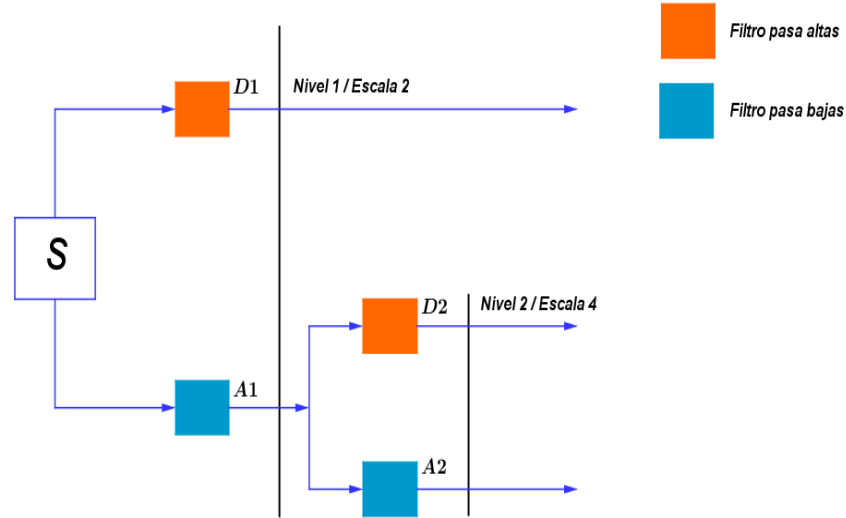 Filtro pasa altas
D1
Nivel 1 / Escala 2
Filtro pasa bajas
S
D2
Nivel 2 / Escala 4
A1
A2